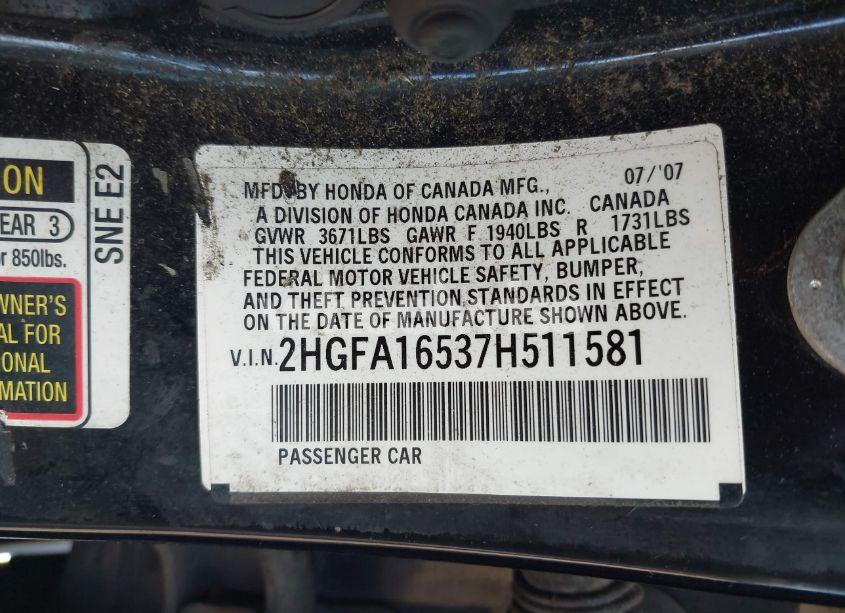 ON
EAR 3
r 850lbs.
WNER'S
AL FOR
IONAL
RMATION
SNE E2
MFD. BY HONDA OF CANADA MFG., 07/'07
A DIVISION OF HONDA CANADA INC. CANADA
GVWR 3671LBS GAWR F 1940LBS R 1731LBS
THIS VEHICLE CONFORMS TO ALL APPLICABLE
FEDERAL MOTOR VEHICLE SAFETY, BUMPER,
AND THEFT PREVENTION STANDARDS IN EFFECT
ON THE DATE OF MANUFACTURE SHOWN ABOVE.
V.I.N. 2HGFA16537H511581
PASSENGER CAR